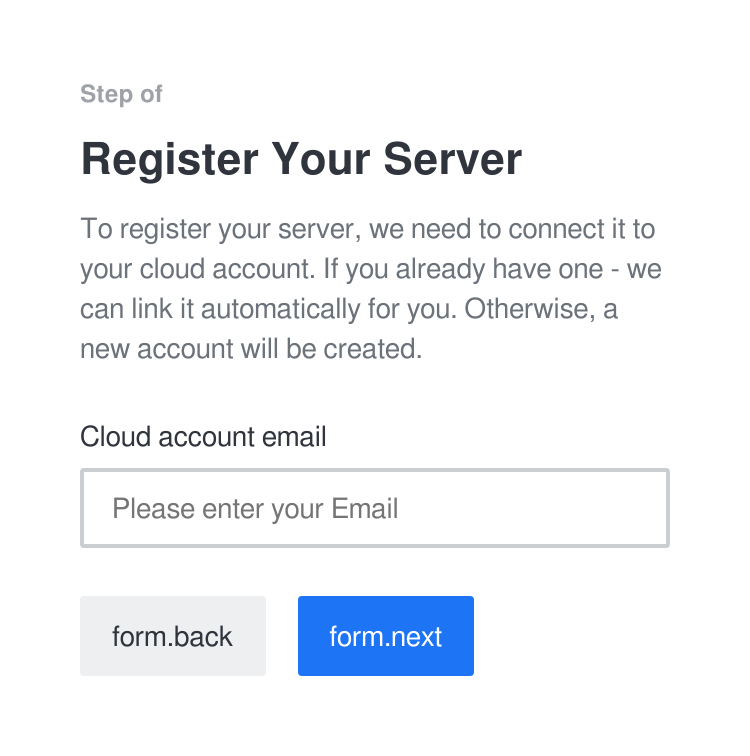 Step of
Register Your Server
To register your server, we need to connect it to
your cloud account. If you already have one - we
can link it automatically for you. Otherwise, a
new account will be created.
Cloud account email
Please enter your Email
form.back
form.next